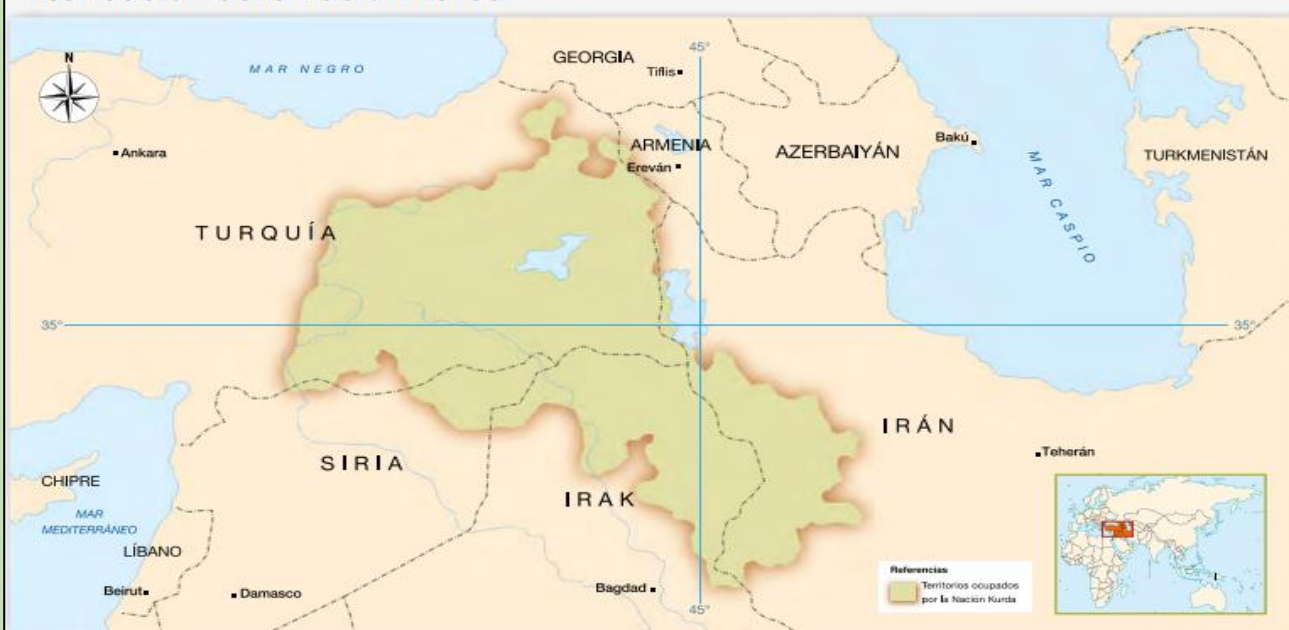 N
MAR NEGRO
GEORGIA
Tiflis
45°
Ankara
ARMENIA
Ereván
AZERBAIYÁN
Bakú
MAR CASPIO
TURKMENISTÁN
TURQUÍA
35°
35°
IRÁN
Teherán
SIRIA
IRAK
CHIPRE
MAR
MEDITERRÁNEO
LÍBANO
Beirut
Damasco
Bagdad
45°
Referencias
Territorios ocupados
por la Nación Kurda